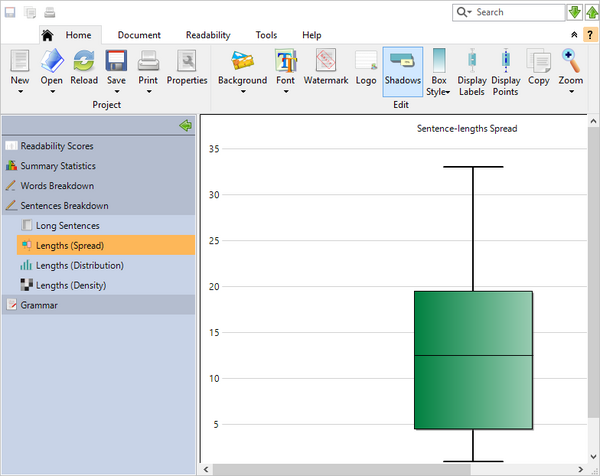 Search
Home Document Readability Tools Help
?
New Open Reload Save Print Properties Background Font Watermark Logo Shadows Box Style Display Labels Display Points Copy Zoom
Project Edit
Readability Scores
Summary Statistics
Words Breakdown
Sentences Breakdown
Long Sentences
Lengths (Spread)
Lengths (Distribution)
Lengths (Density)
Grammar
Sentence-lengths Spread
35
30
25
20
15
10
5